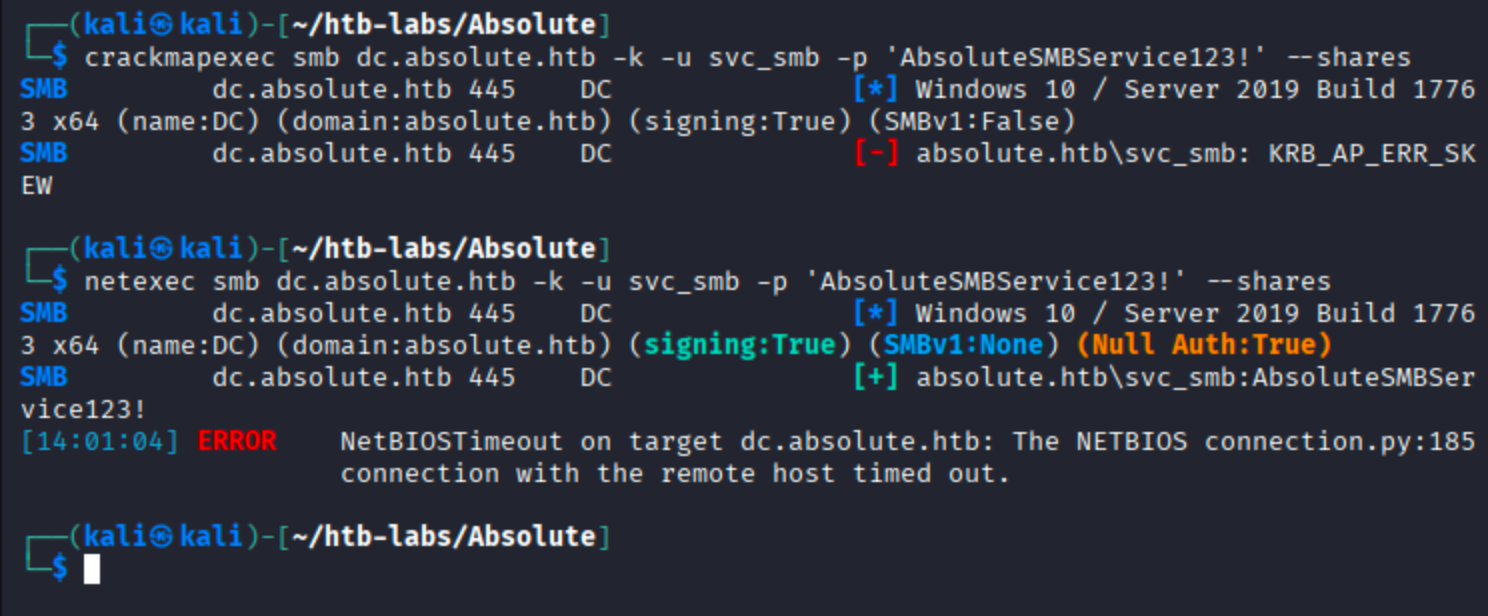 ┌──(kali㉿kali)-[~/htb-labs/Absolute]
└─$ crackmapexec smb dc.absolute.htb -k -u svc_smb -p 'AbsoluteSMBService123!' --shares
SMB         dc.absolute.htb 445    DC               [*] Windows 10 / Server 2019 Build 1776
3 x64 (name:DC) (domain:absolute.htb) (signing:True) (SMBv1:False)
SMB         dc.absolute.htb 445    DC               [-] absolute.htb\svc_smb: KRB_AP_ERR_SK
EW
┌──(kali㉿kali)-[~/htb-labs/Absolute]
└─$ netexec smb dc.absolute.htb -k -u svc_smb -p 'AbsoluteSMBService123!' --shares
SMB         dc.absolute.htb 445    DC               [*] Windows 10 / Server 2019 Build 1776
3 x64 (name:DC) (domain:absolute.htb) (signing:True) (SMBv1:None) (Null Auth:True)
SMB         dc.absolute.htb 445    DC               [+] absolute.htb\svc_smb:AbsoluteSMBSer
vice123!
[14:01:04] ERROR    NetBIOSTimeout on target dc.absolute.htb: The NETBIOS connection.py:185
                    connection with the remote host timed out.
┌──(kali㉿kali)-[~/htb-labs/Absolute]
└─$